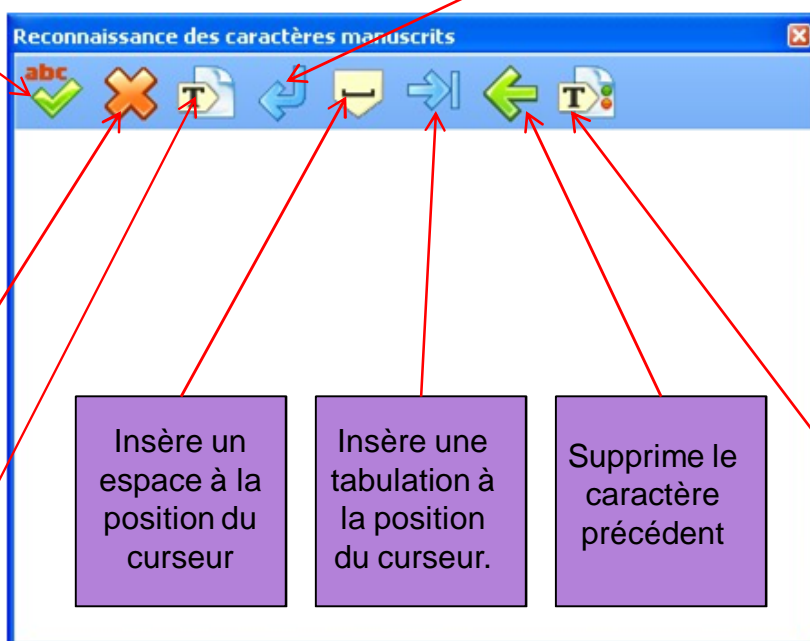 Reconnaissance des caractères manuscrits
abc
T
T
Insère un
espace à la
position du
curseur
Insère une
tabulation à
la position
du curseur.
Supprime le
caractère
précédent